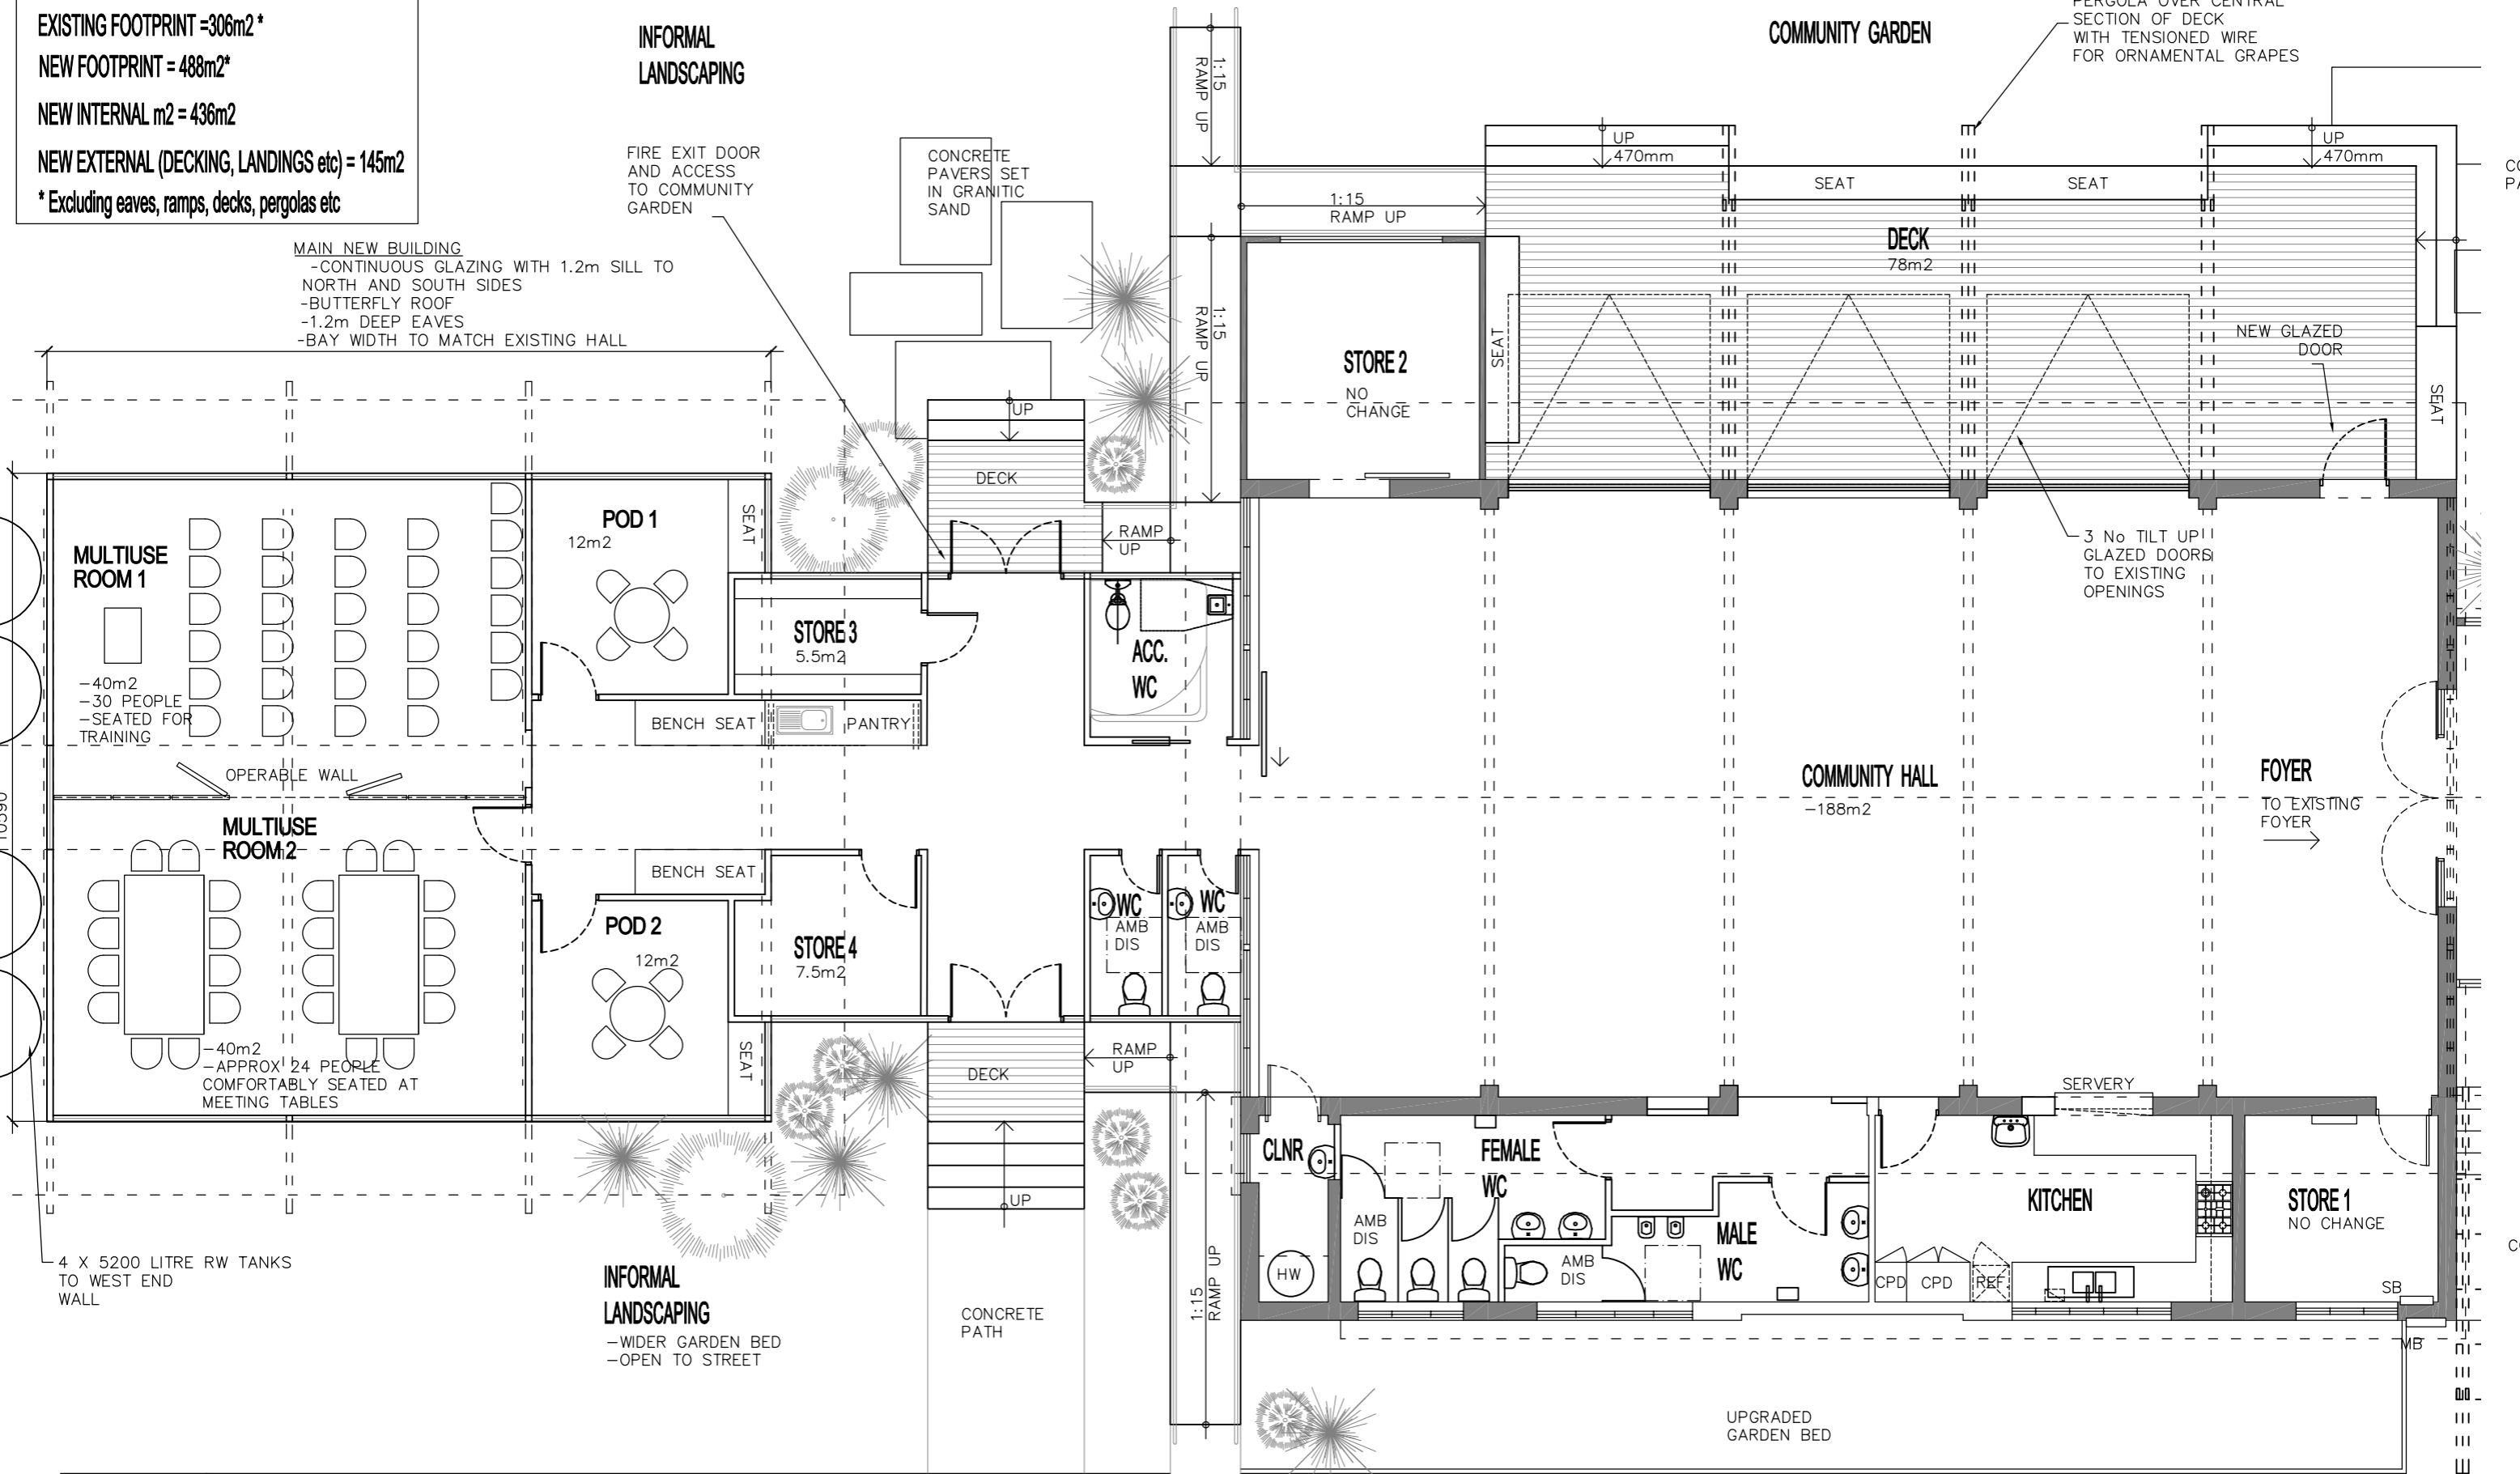 EXISTING FOOTPRINT =306m2 *
NEW FOOTPRINT = 488m2*
NEW INTERNAL m2 = 436m2
NEW EXTERNAL (DECKING, LANDINGS etc) = 145m2
* Excluding eaves, ramps, decks, pergolas etc
INFORMAL
LANDSCAPING
COMMUNITY GARDEN
PERGOLA OVER CENTRAL
SECTION OF DECK
WITH TENSIONED WIRE
FOR ORNAMENTAL GRAPES
MAIN NEW BUILDING
-CONTINUOUS GLAZING WITH 1.2m SILL TO
NORTH AND SOUTH SIDES
-BUTTERFLY ROOF
-1.2m DEEP EAVES
-BAY WIDTH TO MATCH EXISTING HALL
FIRE EXIT DOOR
AND ACCESS
TO COMMUNITY
GARDEN
CONCRETE
PAVERS SET
IN GRANITIC
SAND
1:15
RAMP UP
1:15
RAMP UP
1:15
RAMP UP
UP
470mm
UP
470mm
SEAT
SEAT
DECK
78m2
SEAT
SEAT
NEW GLAZED
DOOR
STORE 2
NO
CHANGE
3 No TILT UP
GLAZED DOORS
TO EXISTING
OPENINGS
UP
DECK
RAMP
UP
MULTIUSE
ROOM 1
-40m2
-30 PEOPLE
-SEATED FOR
TRAINING
POD 1
12m2
SEAT
STORE 3
5.5m2
ACC.
WC
BENCH SEAT
PANTRY
OPERABLE WALL
10590
MULTIUSE
ROOM 2
-40m2
-APPROX 24 PEOPLE
COMFORTABLY SEATED AT
MEETING TABLES
BENCH SEAT
POD 2
12m2
SEAT
STORE 4
7.5m2
WC
AMB
DIS
WC
AMB
DIS
COMMUNITY HALL
-188m2
FOYER
TO EXISTING
FOYER
DECK
RAMP
UP
UP
1:15
RAMP UP
SERVERY
CLNR
HW
FEMALE
WC
AMB
DIS
AMB
DIS
MALE
WC
KITCHEN
CPD
CPD
REF
STORE 1
NO CHANGE
SB
MB
4 X 5200 LITRE RW TANKS
TO WEST END
WALL
INFORMAL
LANDSCAPING
-WIDER GARDEN BED
-OPEN TO STREET
CONCRETE
PATH
UPGRADED
GARDEN BED